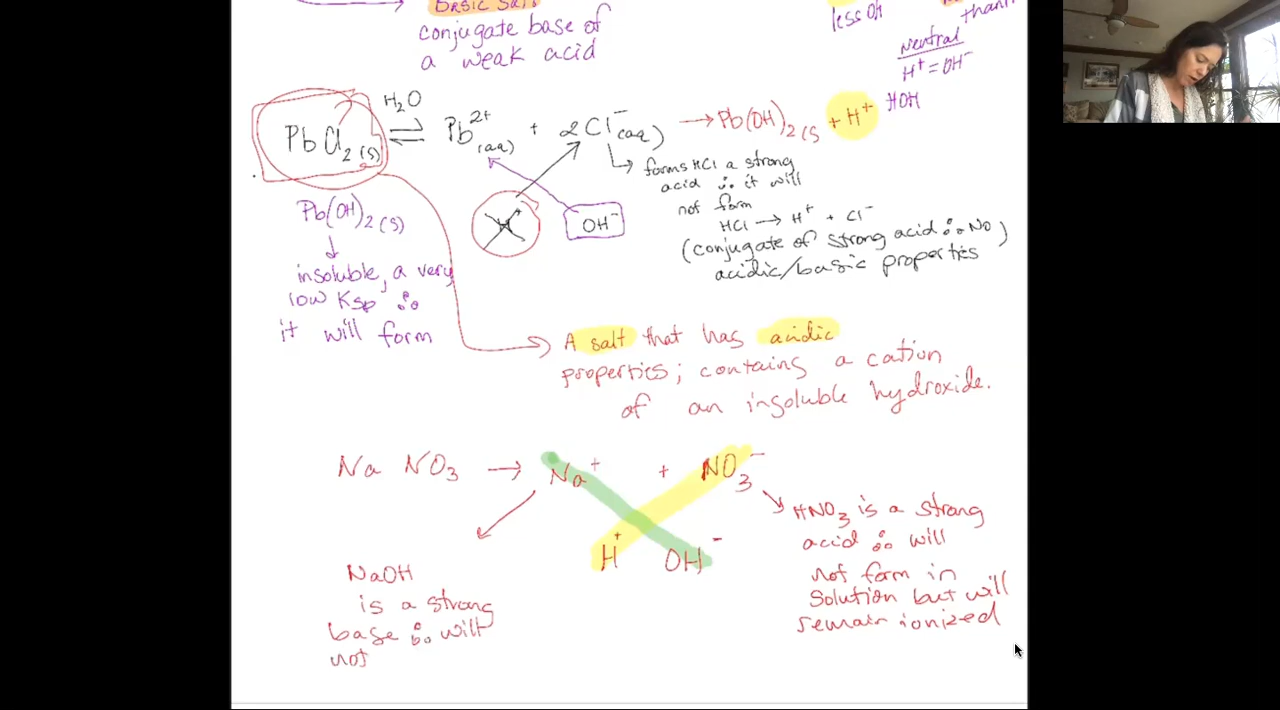 basic salt
conjugate base of
a weak acid
less OH
than
Neutral
H⁺ = OH⁻
HOH
PbCl₂(s) H₂O ⇌ Pb²⁺(aq) + 2Cl⁻(aq) → Pb(OH)₂(s + H⁺
H⁺ OH⁻
Pb(OH)₂(s)
↓
insoluble, a very
low Ksp ∴
it will form
↳ forms HCl a strong
acid ∴ it will
not form
HCl → H⁺ + Cl⁻
(conjugate of strong acid ∴ NO)
acidic/basic properties
A salt that has acidic
properties; contains a cation
of an insoluble hydroxide.
Na NO₃ → Na⁺ + NO₃⁻
H⁺ OH⁻
NaOH
is a strong
base ∴ will
not
HNO₃ is a strong
acid ∴ will
not form in
solution but will
remain ionized